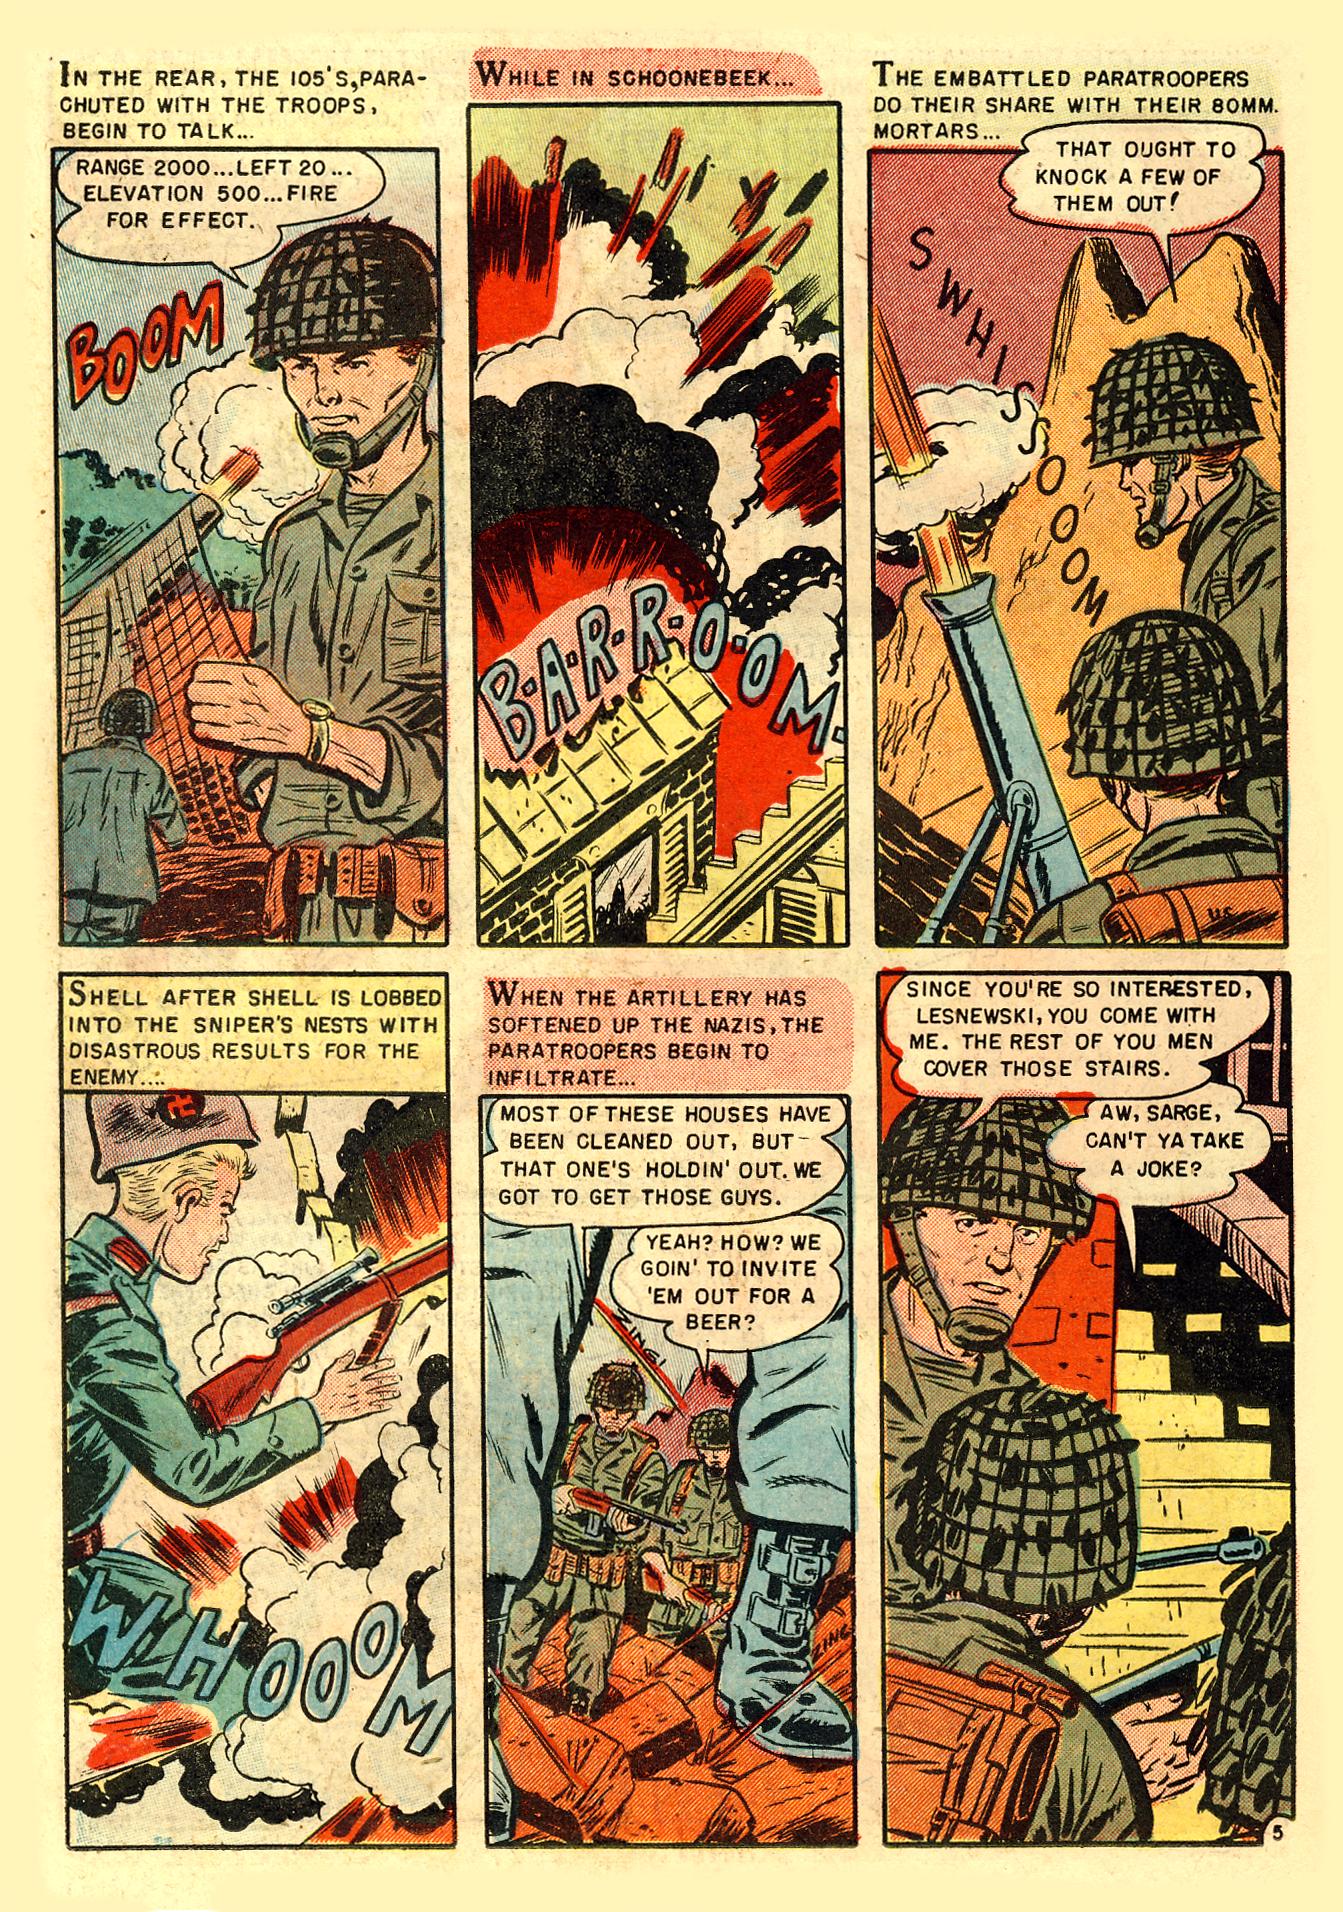 IN THE REAR, THE 105'S, PARA-
CHUTED WITH THE TROOPS,
BEGIN TO TALK...
RANGE 2000...LEFT 20...
ELEVATION 500...FIRE
FOR EFFECT.
BOOM
WHILE IN SCHOONEBEEK...
B-A-R-R-O-O-M-
THE EMBATTLED PARATROOPERS
DO THEIR SHARE WITH THEIR 80MM.
MORTARS...
THAT OUGHT TO
KNOCK A FEW OF
THEM OUT!
SWHISSOOOOM
U.S.
SHELL AFTER SHELL IS LOBBED
INTO THE SNIPER'S NESTS WITH
DISASTROUS RESULTS FOR THE
ENEMY....
WHOOOM
WHEN THE ARTILLERY HAS
SOFTENED UP THE NAZIS, THE
PARATROOPERS BEGIN TO
INFILTRATE...
MOST OF THESE HOUSES HAVE
BEEN CLEANED OUT, BUT-
THAT ONE'S HOLDIN' OUT. WE
GOT TO GET THOSE GUYS.
YEAH? HOW? WE
GOIN' TO INVITE
'EM OUT FOR A
BEER?
ZING!
ZING
SINCE YOU'RE SO INTERESTED,
LESNEWSKI, YOU COME WITH
ME. THE REST OF YOU MEN
COVER THOSE STAIRS.
AW, SARGE,
CAN'T YA TAKE
A JOKE?
5